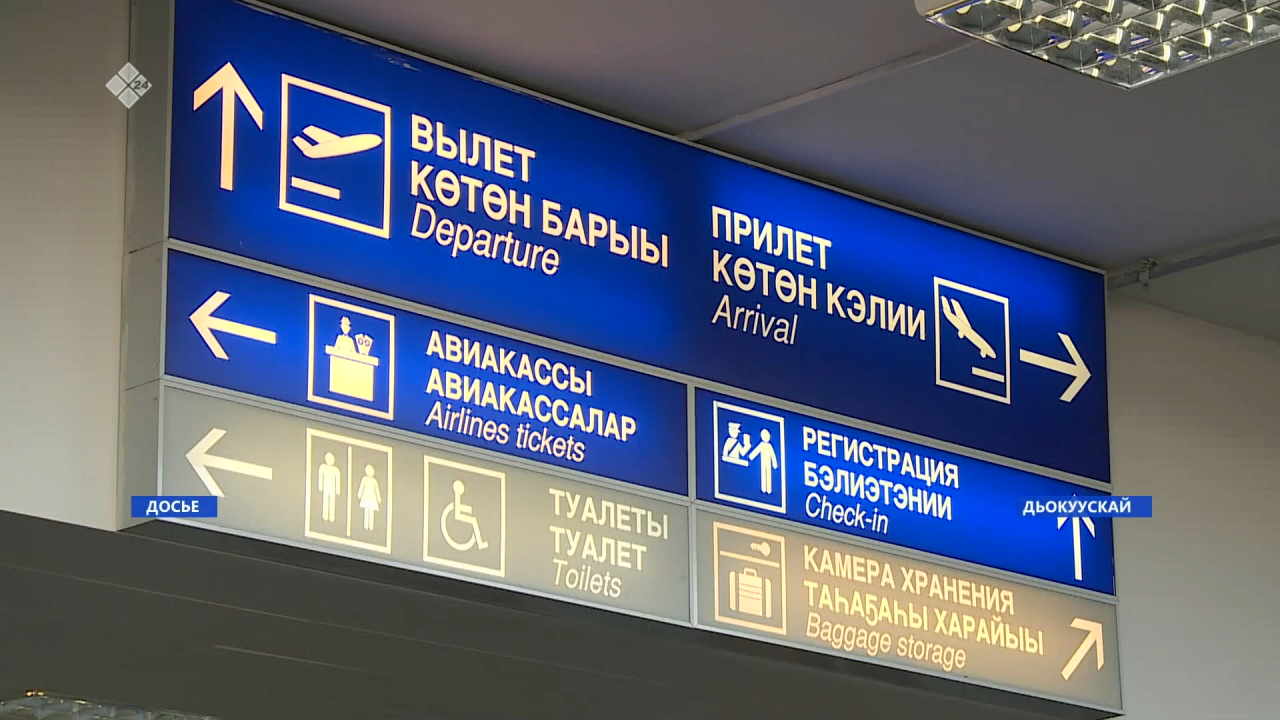 24
ВЫЛЕТ
КӨТӨН БАРЫЫ
Departure
ПРИЛЕТ
КӨТӨН КЭЛИИ
Arrival
АВИАКАССЫ
АВИАКАССАЛАР
Airlines tickets
РЕГИСТРАЦИЯ
БЭЛИЭТЭНИИ
Check-in
ТУАЛЕТЫ
ТУАЛЕТ
Toilets
КАМЕРА ХРАНЕНИЯ
ТАҺАҔАҺЫ ХАРАЙЫЫ
Baggage storage
ДОСЬЕ
ДЬОКУУСКАЙ